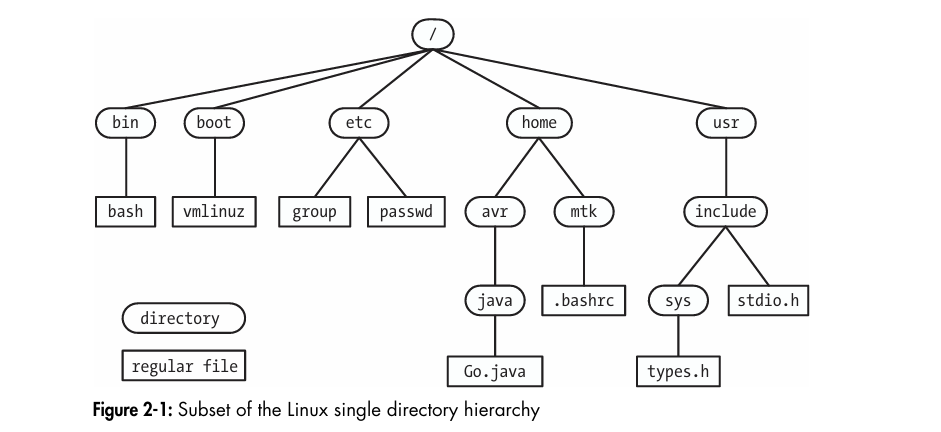 /
bin boot etc home usr
bash vmlinuz group passwd avr mtk include
java .bashrc sys stdio.h
directory
regular file Go.java types.h
Figure 2-1: Subset of the Linux single directory hierarchy